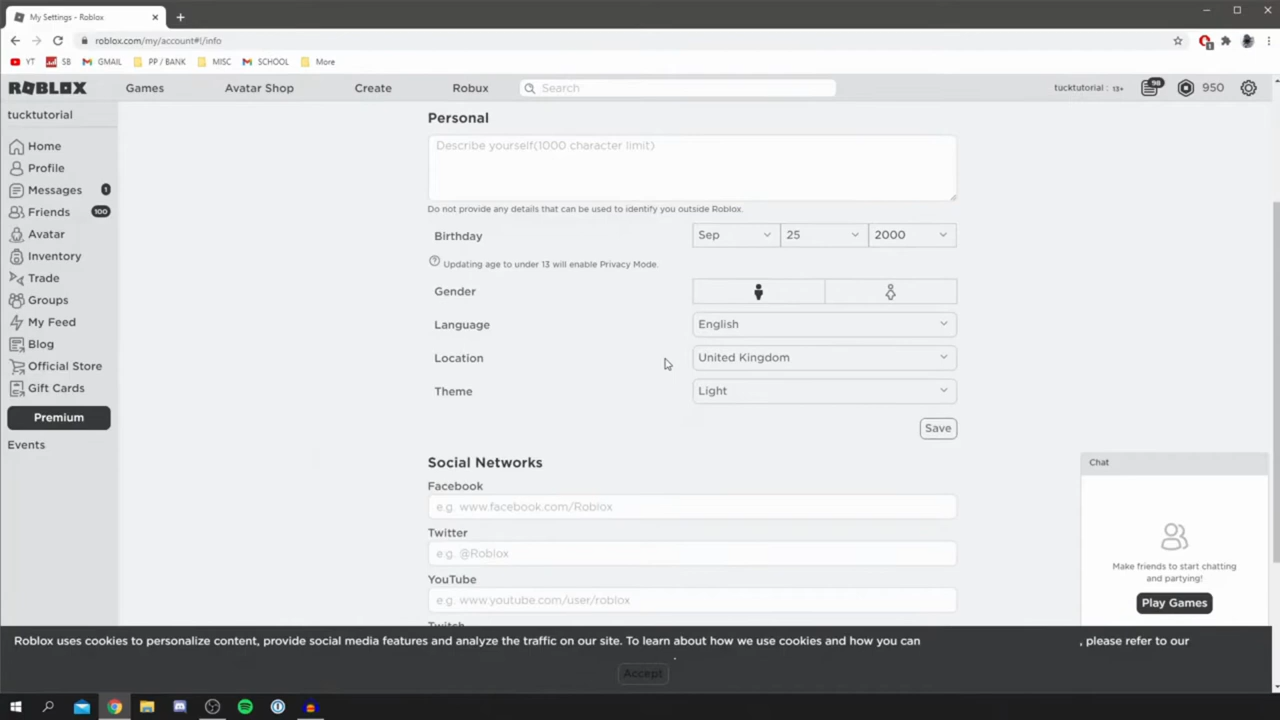 My Settings - Roblox
roblox.com/my/account#!/info
YT SB GMAIL PP / BANK MISC SCHOOL More
ROBLOX Games Avatar Shop Create Robux Search tucktutorial : 13+ 98 950
tucktutorial
Home
Profile
Messages 1
Friends 100
Avatar
Inventory
Trade
Groups
My Feed
Blog
Official Store
Gift Cards
Premium
Events
Personal
Describe yourself(1000 character limit)
Do not provide any details that can be used to identify you outside Roblox.
Birthday Sep 25 2000
Updating age to under 13 will enable Privacy Mode.
Gender
Language English
Location United Kingdom
Theme Light
Save
Social Networks
Facebook
e.g. www.facebook.com/Roblox
Twitter
e.g. @Roblox
YouTube
e.g. www.youtube.com/user/roblox
Twitch
Chat
Make friends to start chatting
and partying!
Play Games
Roblox uses cookies to personalize content, provide social media features and analyze the traffic on our site. To learn about how we use cookies and how you can , please refer to our
.
Accept